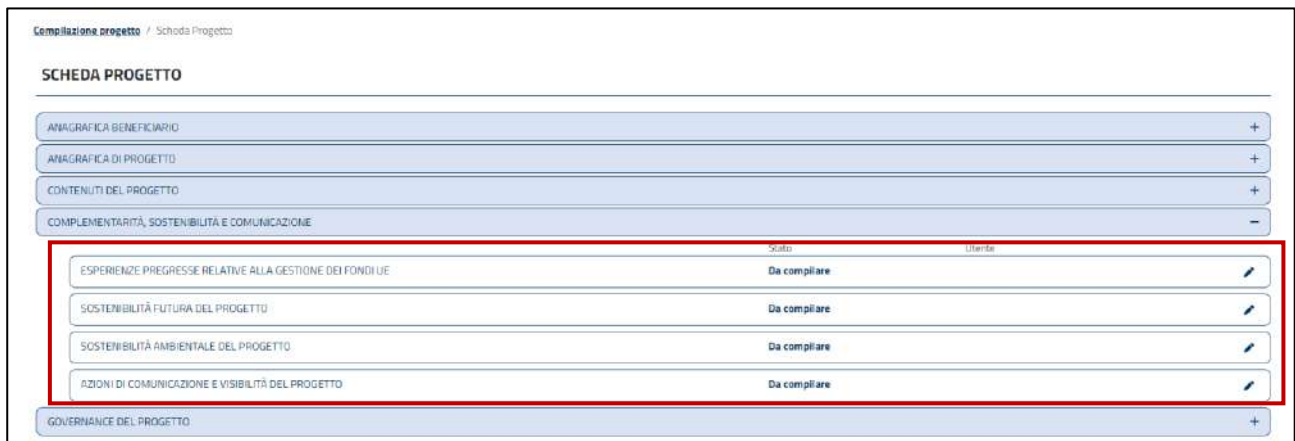 Compilazione progetto / Scheda Progetto
SCHEDA PROGETTO
ANAGRAFICA BENEFICIARIO +
ANAGRAFICA DI PROGETTO +
CONTENUTI DEL PROGETTO +
COMPLEMENTARITÀ, SOSTENIBILITÀ E COMUNICAZIONE −
Stato Utente
ESPERIENZE PREGRESSE RELATIVE ALLA GESTIONE DEI FONDI UE Da compilare
SOSTENIBILITÀ FUTURA DEL PROGETTO Da compilare
SOSTENIBILITÀ AMBIENTALE DEL PROGETTO Da compilare
AZIONI DI COMUNICAZIONE E VISIBILITÀ DEL PROGETTO Da compilare
GOVERNANCE DEL PROGETTO +